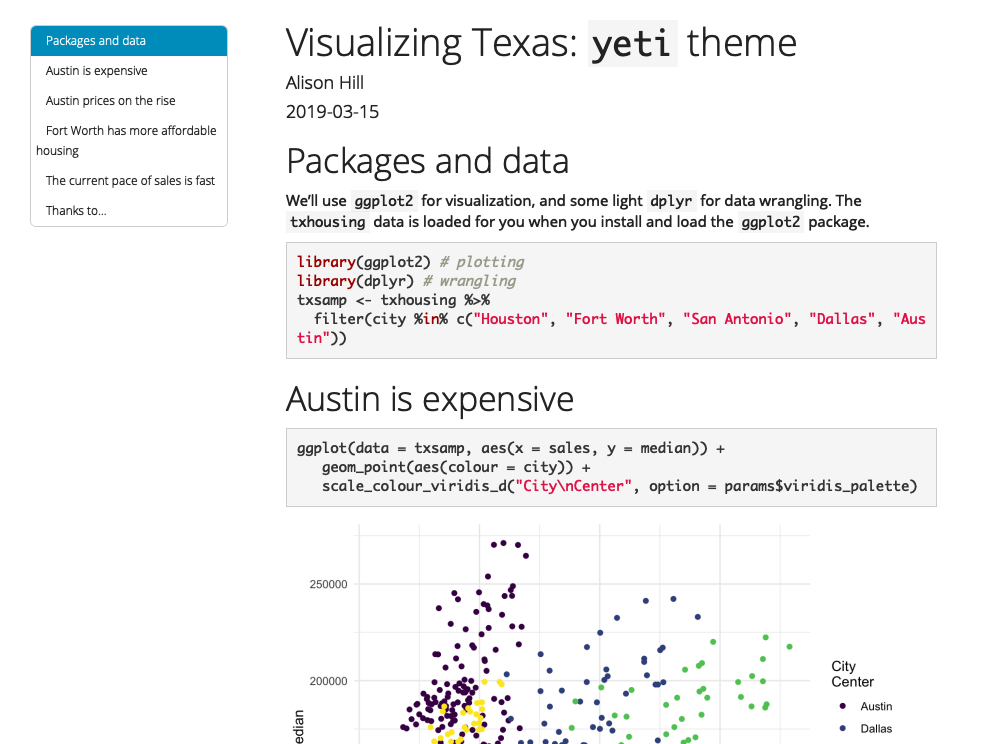 Packages and data
Austin is expensive
Austin prices on the rise
Fort Worth has more affordable
housing
The current pace of sales is fast
Thanks to...
Visualizing Texas: yeti theme
Alison Hill
2019-03-15
Packages and data
We'll use ggplot2 for visualization, and some light dplyr for data wrangling. The
txhousing data is loaded for you when you install and load the ggplot2 package.
library(ggplot2) # plotting
library(dplyr) # wrangling
txsamp <- txhousing %>%
  filter(city %in% c("Houston", "Fort Worth", "San Antonio", "Dallas", "Aus
tin"))
Austin is expensive
ggplot(data = txsamp, aes(x = sales, y = median)) +
   geom_point(aes(colour = city)) +
   scale_colour_viridis_d("City\nCenter", option = params$viridis_palette)
250000
200000
edian
City
Center
Austin
Dallas